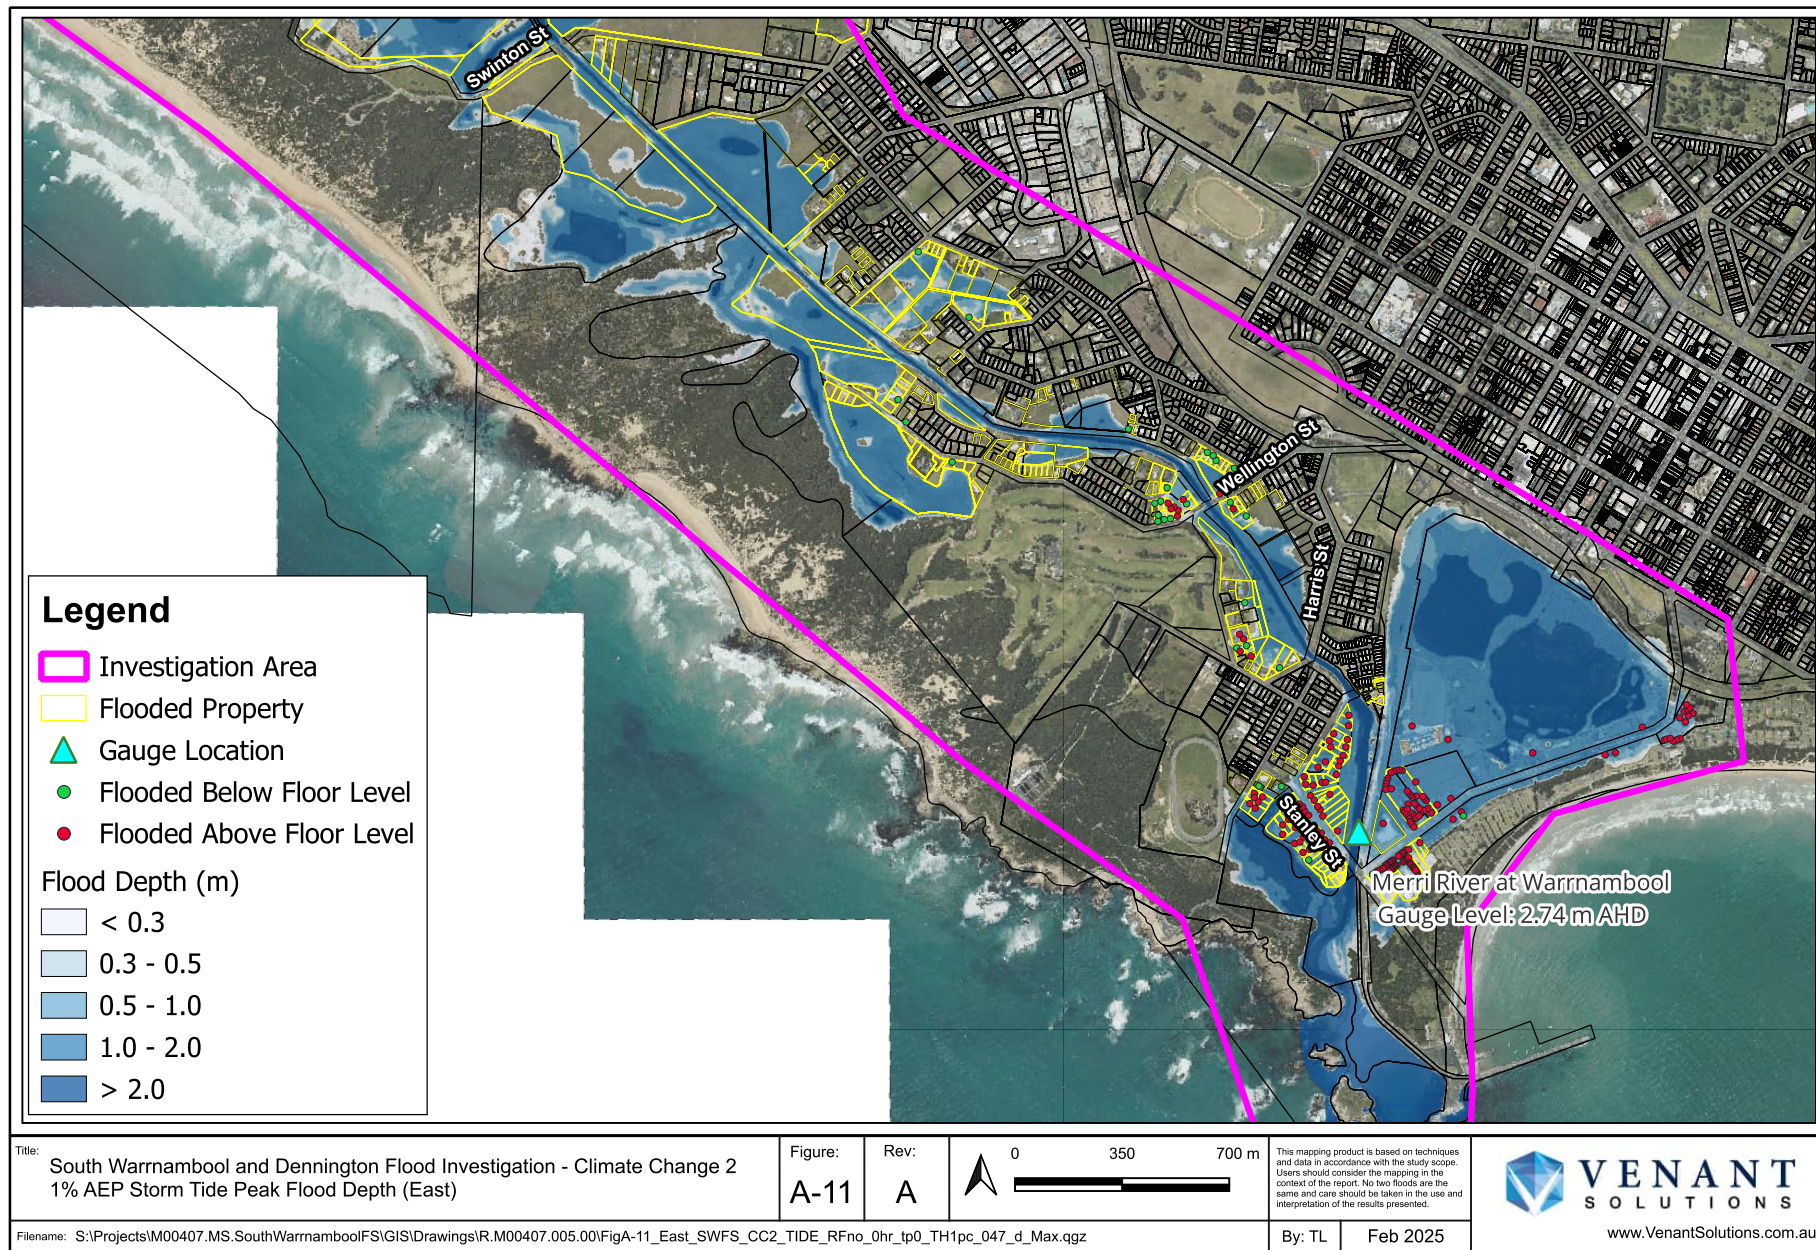 Swinton St
Wellington St
Harris St
Stanley St
Merri River at Warrnambool
Gauge Level: 2.74 m AHD
Legend
Investigation Area
Flooded Property
Gauge Location
Flooded Below Floor Level
Flooded Above Floor Level
Flood Depth (m)
< 0.3
0.3 - 0.5
0.5 - 1.0
1.0 - 2.0
> 2.0
Title:
South Warrnambool and Dennington Flood Investigation - Climate Change 2
1% AEP Storm Tide Peak Flood Depth (East)
Figure:
A-11
Rev:
A
0 350 700 m
This mapping product is based on techniques
and data in accordance with the study scope.
Users should consider the mapping in the
context of the report. No two floods are the
same and care should be taken in the use and
interpretation of the results presented.
VENANT
SOLUTIONS
www.VenantSolutions.com.au
Filename: S:\Projects\M00407.MS.SouthWarrnamboolFS\GIS\Drawings\R.M00407.005.00\FigA-11_East_SWFS_CC2_TIDE_RFno_0hr_tp0_TH1pc_047_d_Max.qgz
By: TL
Feb 2025